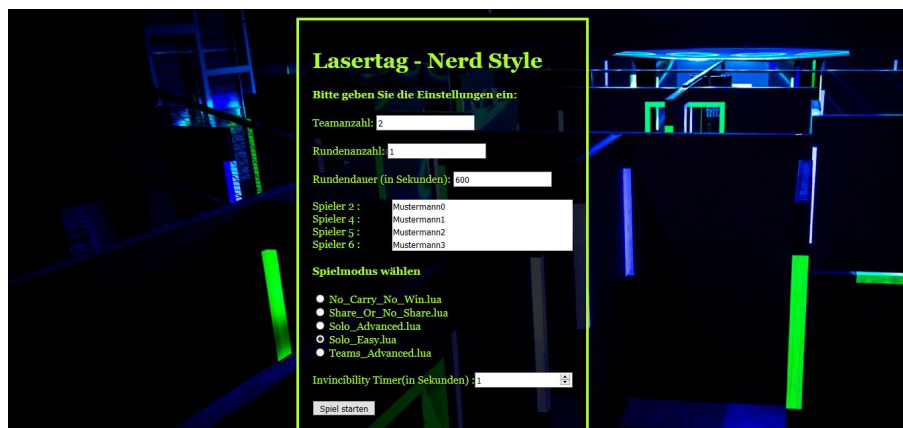 Lasertag - Nerd Style
Bitte geben Sie die Einstellungen ein:
Teamanzahl: 2
Rundenanzahl: 1
Rundendauer (in Sekunden): 600
Spieler 2 : Mustermann0
Spieler 4 : Mustermann1
Spieler 5 : Mustermann2
Spieler 6 : Mustermann3
Spielmodus wählen
No_Carry_No_Win.lua
Share_Or_No_Share.lua
Solo_Advanced.lua
Solo_Easy.lua
Teams_Advanced.lua
Invincibility Timer(in Sekunden) : 1
Spiel starten